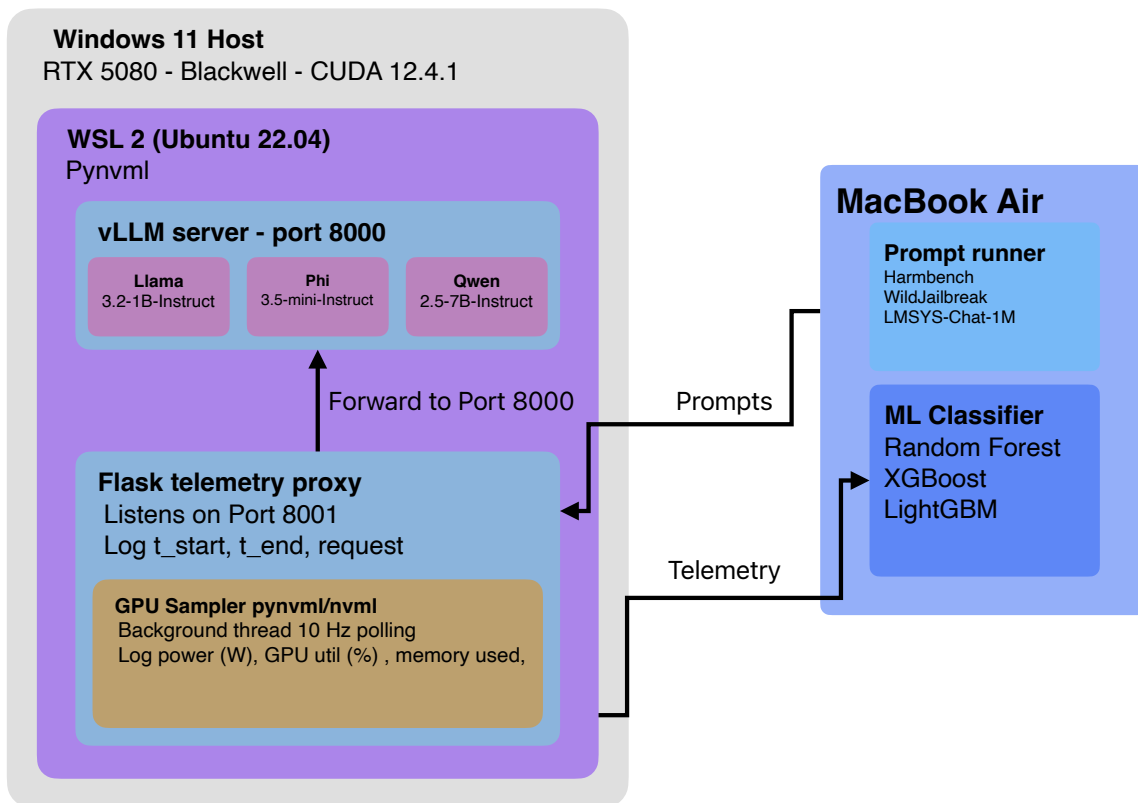 Windows 11 Host
RTX 5080 - Blackwell - CUDA 12.4.1
WSL 2 (Ubuntu 22.04)
Pynvml
vLLM server - port 8000
Llama
3.2-1B-Instruct
Phi
3.5-mini-Instruct
Qwen
2.5-7B-Instruct
Forward to Port 8000
Flask telemetry proxy
Listens on Port 8001
Log t_start, t_end, request
GPU Sampler pynvml/nvml
Background thread 10 Hz polling
Log power (W), GPU util (%) , memory used,
Prompts
Telemetry
MacBook Air
Prompt runner
Harmbench
WildJailbreak
LMSYS-Chat-1M
ML Classifier
Random Forest
XGBoost
LightGBM